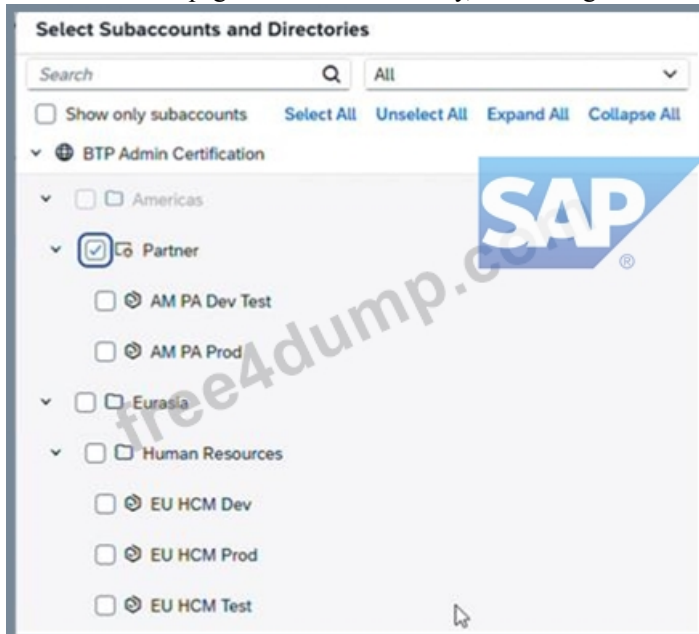 Select Subaccounts and Directories
Search All
Show only subaccounts Select All Unselect All Expand All Collapse All
BTP Admin Certification
Americas
SAP
®
Partner
AM PA Dev Test
AM PA Prod
free4dump.com
Eurasia
Human Resources
EU HCM Dev
EU HCM Prod
EU HCM Test